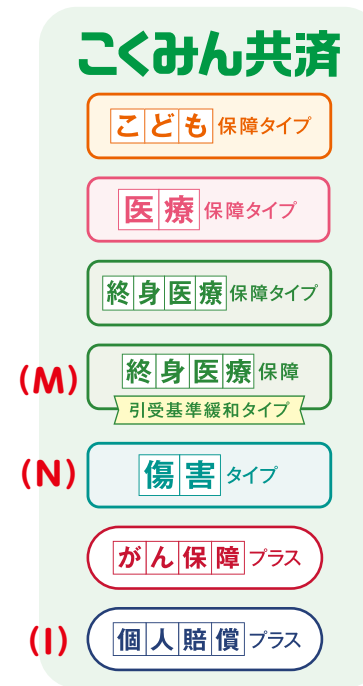 こくみん共済
こども保障タイプ
医療保障タイプ
終身医療保障タイプ
(M) 終身医療保障
引受基準緩和タイプ
(N) 傷害タイプ
がん保障プラス
(I) 個人賠償プラス